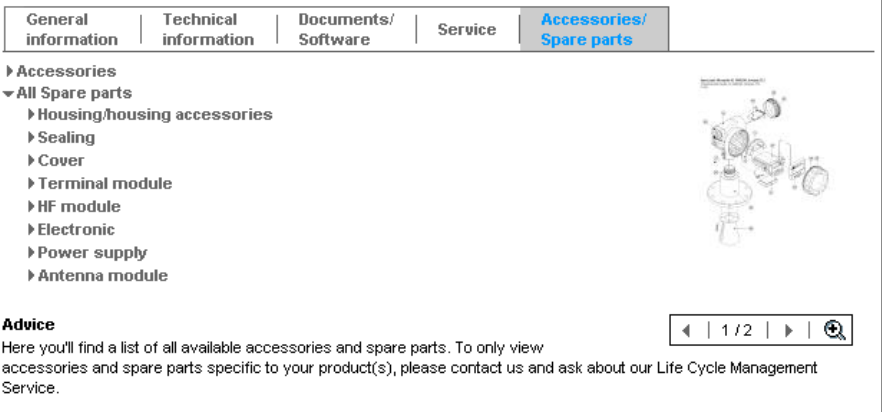 General information
Technical information
Documents/ Software
Service
Accessories/ Spare parts
Accessories
All Spare parts
Housing/housing accessories
Sealing
Cover
Terminal module
HF module
Electronic
Power supply
Antenna module
Advice
1 / 2
Here you'll find a list of all available accessories and spare parts. To only view
accessories and spare parts specific to your product(s), please contact us and ask about our Life Cycle Management
Service.